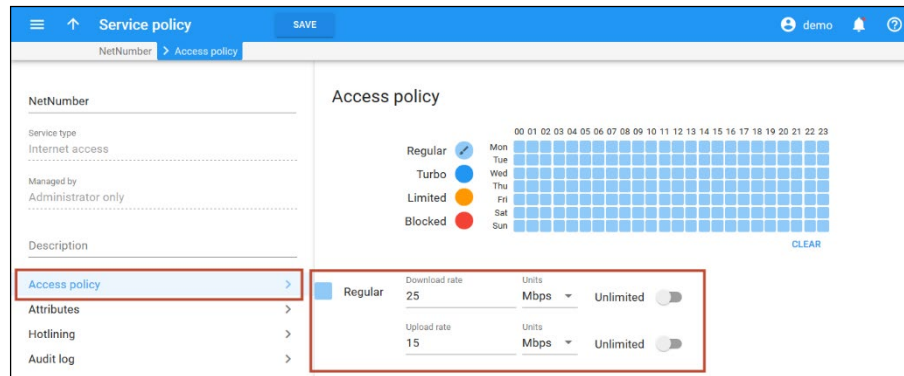 Service policy
SAVE
demo
NetNumber > Access policy
NetNumber
Service type
Internet access
Managed by
Administrator only
Description
Access policy
Attributes
Hotlining
Audit log
Access policy
Regular
Turbo
Limited
Blocked
00 01 02 03 04 05 06 07 08 09 10 11 12 13 14 15 16 17 18 19 20 21 22 23
Mon
Tue
Wed
Thu
Fri
Sat
Sun
CLEAR
Regular
Download rate
25
Units
Mbps
Unlimited
Upload rate
15
Units
Mbps
Unlimited